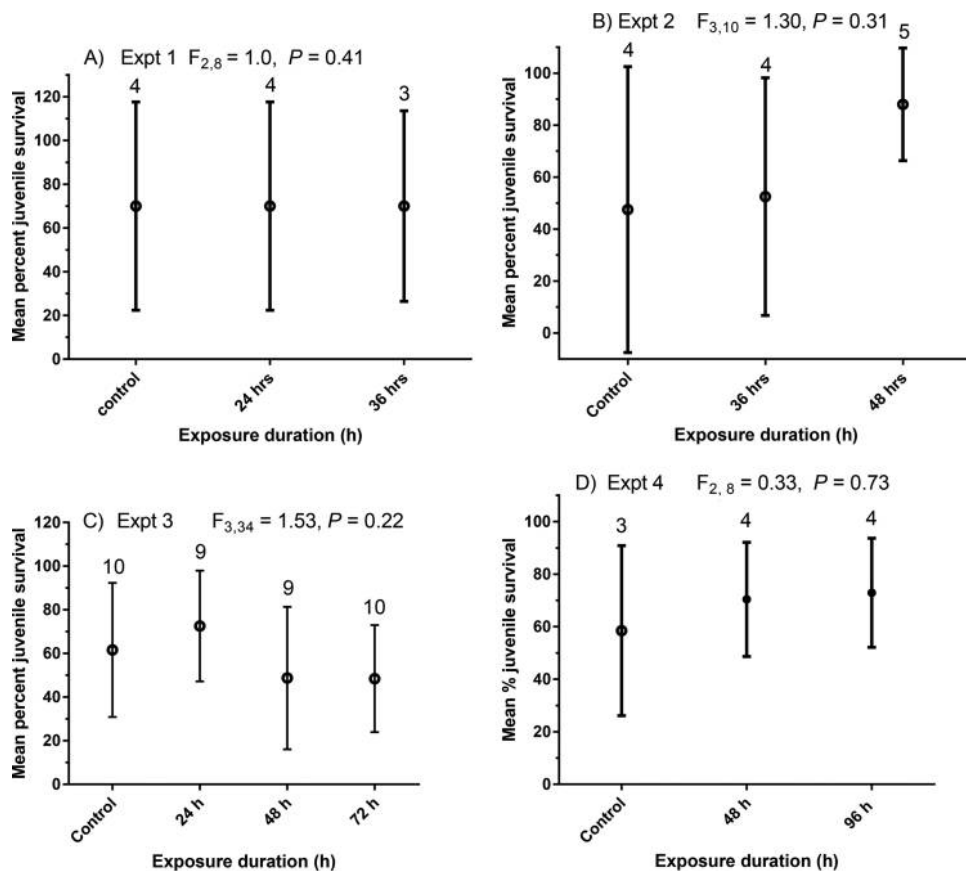 A) Expt 1 F2,8 = 1.0, P = 0.41
Mean percent juvenile survival
120
100
80
60
40
20
0
4
4
3
control
24 hrs
36 hrs
Exposure duration (h)
B) Expt 2 F3,10 = 1.30, P = 0.31
Mean percent juvenile survival
100
80
60
40
20
0
4
4
5
Control
36 hrs
48 hrs
Exposure duration (h)
C) Expt 3 F3,34 = 1.53, P = 0.22
Mean percent juvenile survival
120
100
80
60
40
20
0
10
9
9
10
Control
24 h
48 h
72 h
Exposure duration (h)
D) Expt 4 F2, 8 = 0.33, P = 0.73
Mean % juvenile survival
100
80
60
40
20
0
3
4
4
Control
48 h
96 h
Exposure duration (h)